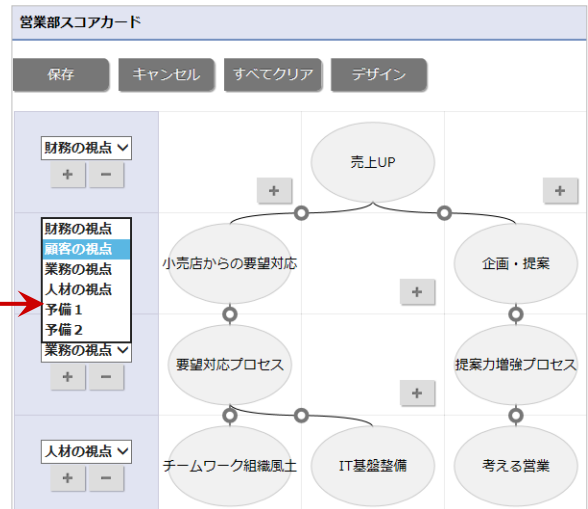 営業部スコアカード
保存 キャンセル すべてクリア デザイン
財務の視点
売上UP
財務の視点
顧客の視点
業務の視点
人材の視点
予備1
予備2
小売店からの要望対応 企画・提案
業務の視点
要望対応プロセス 提案力増強プロセス
人材の視点
チームワーク組織風土 IT基盤整備 考える営業